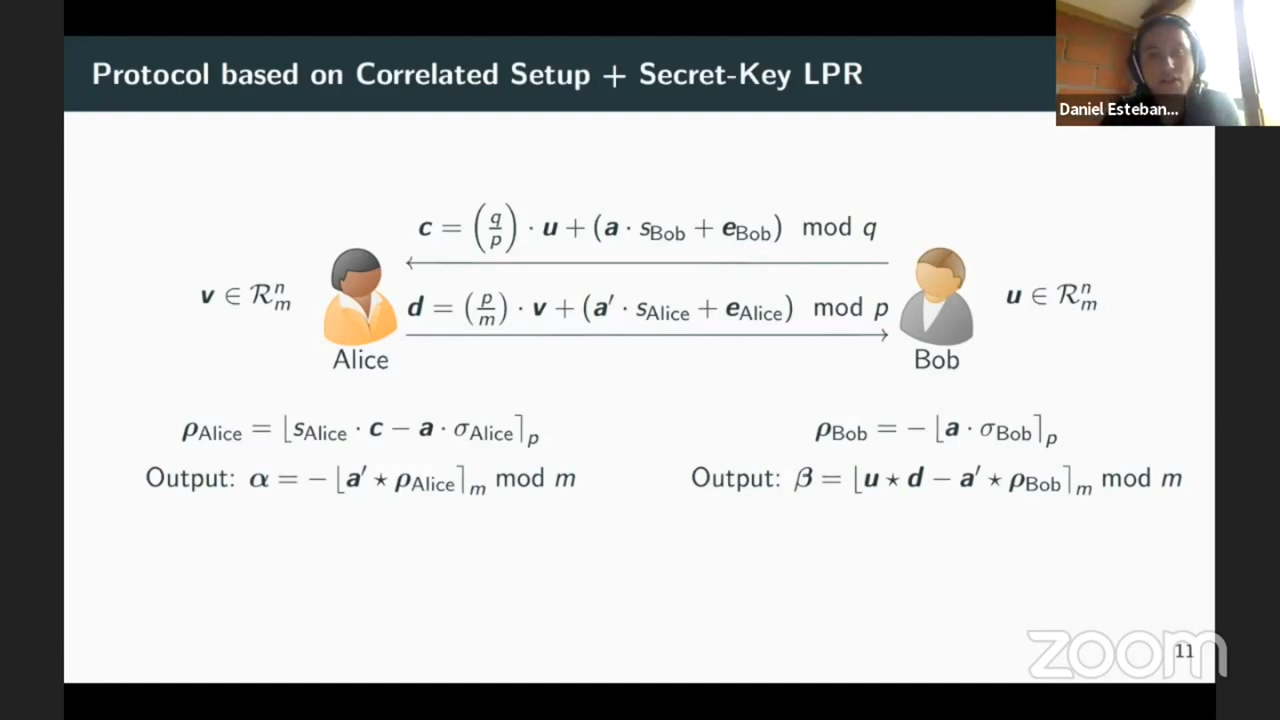 Protocol based on Correlated Setup + Secret-Key LPR
Daniel Esteban...
c = (q/p) · u + (a · s_Bob + e_Bob) mod q
v ∈ R_m^n
d = (p/m) · v + (a′ · s_Alice + e_Alice) mod p
u ∈ R_m^n
Alice
Bob
ρ_Alice = ⌊s_Alice · c − a · σ_Alice⌉_p
ρ_Bob = −⌊a · σ_Bob⌉_p
Output: α = −⌊a′ ⋆ ρ_Alice⌉_m mod m
Output: β = ⌊u ⋆ d − a′ ⋆ ρ_Bob⌉_m mod m
zoom
11